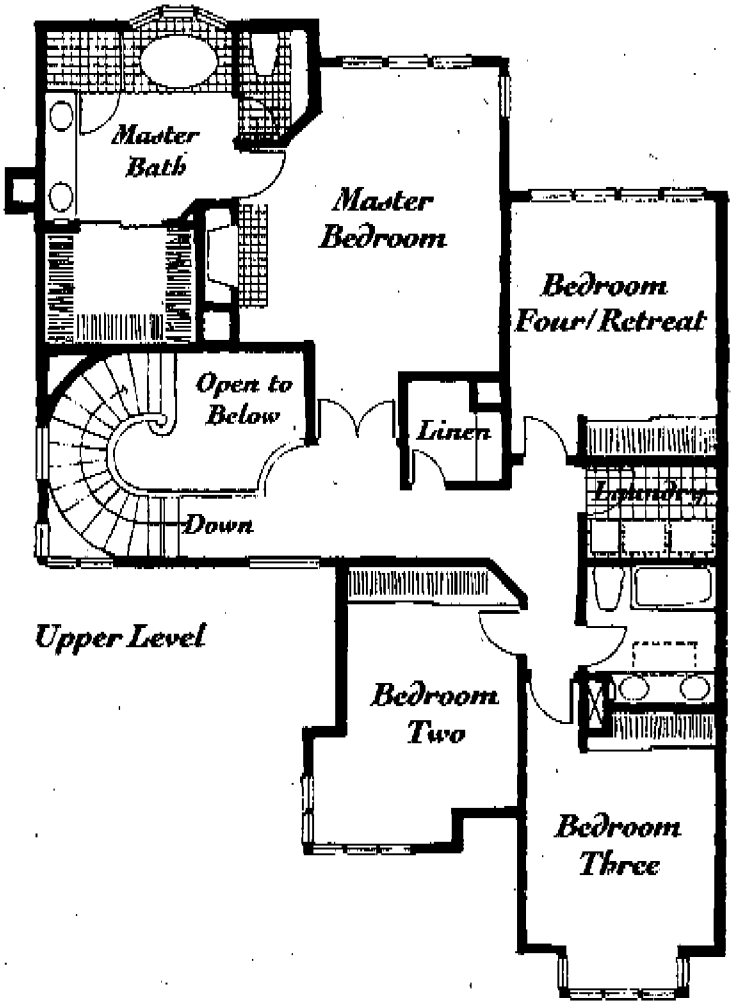 Master
Bath
Master
Bedroom
Bedroom
Four/Retreat
Open to
Below
Linen
Laundry
Down
Upper Level
Bedroom
Two
Bedroom
Three